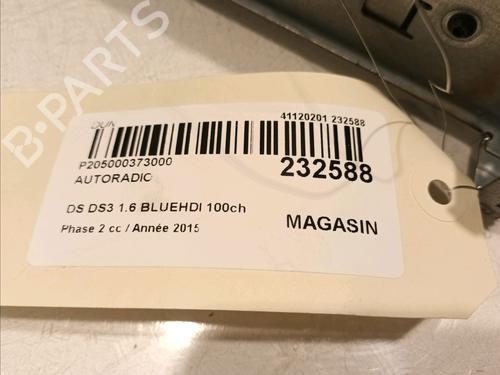 B-PARTS
41120201 232588
P205000373000
232588
AUTORADIO
DS DS3 1.6 BLUEHDI 100ch
Phase 2 cc / Année 2015
MAGASIN